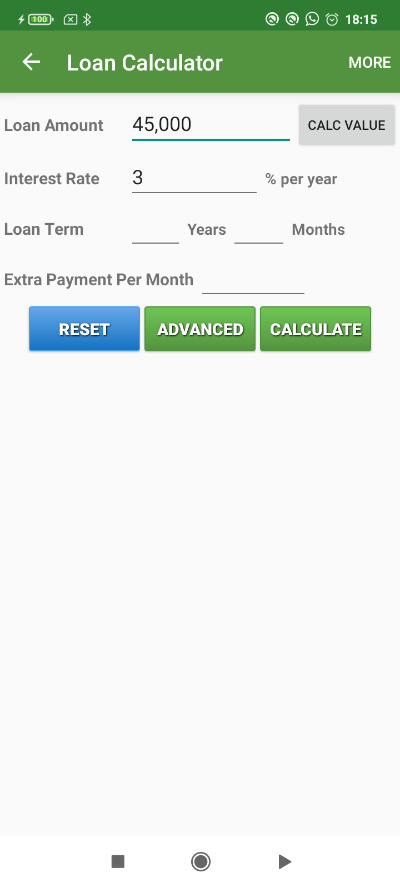 100 18:15
Loan Calculator MORE
Loan Amount 45,000 CALC VALUE
Interest Rate 3 % per year
Loan Term Years Months
Extra Payment Per Month
RESET ADVANCED CALCULATE